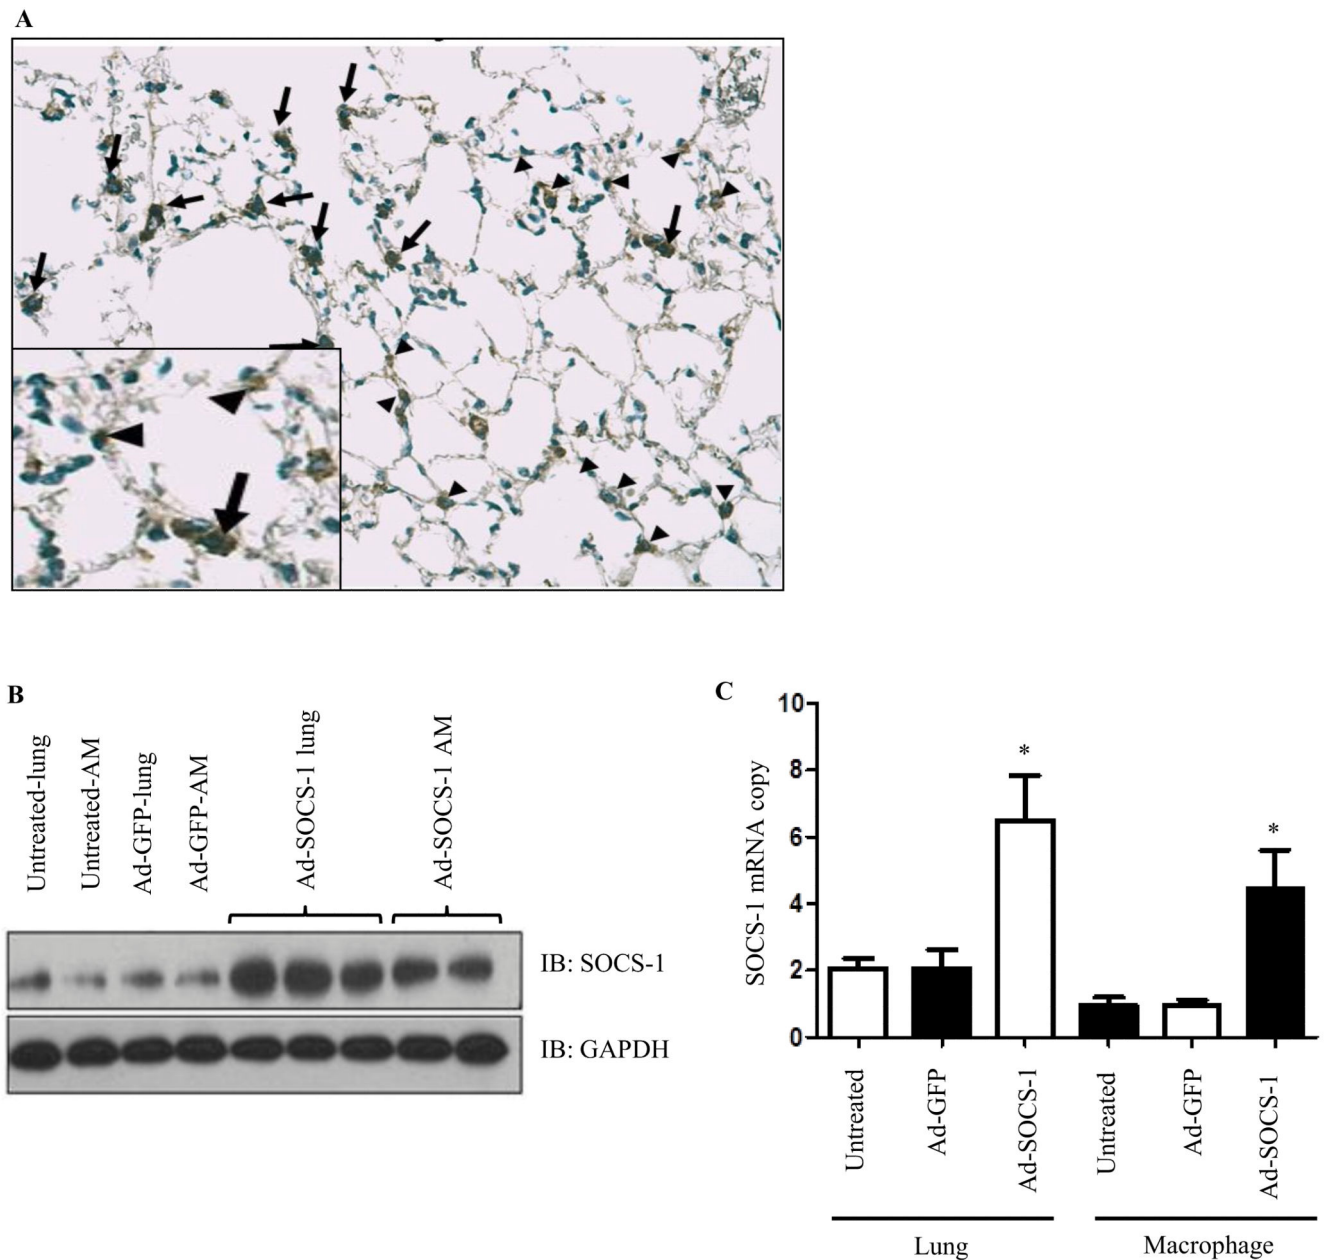 A
B
Untreated-lung
Untreated-AM
Ad-GFP-lung
Ad-GFP-AM
Ad-SOCS-1 lung
Ad-SOCS-1 AM
IB: SOCS-1
IB: GAPDH
C
SOCS-1 mRNA copy
10
8
6
4
2
0
*
*
Untreated
Ad-GFP
Ad-SOCS-1
Untreated
Ad-GFP
Ad-SOCS-1
Lung
Macrophage